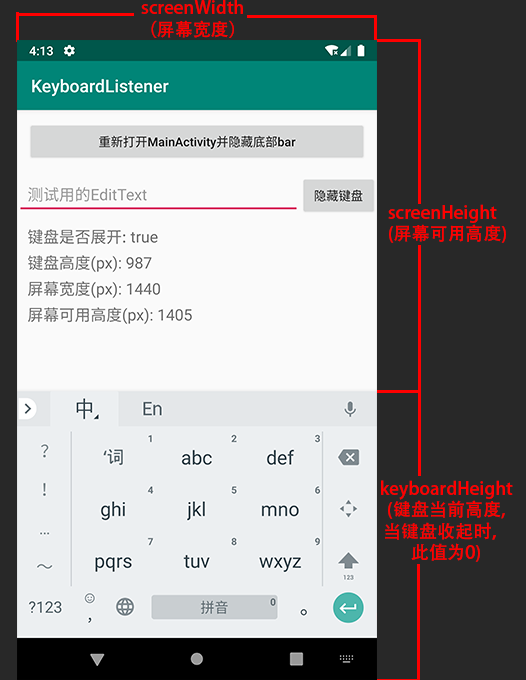 screenWidth
(屏幕宽度)
4:13
KeyboardListener
重新打开MainActivity并隐藏底部bar
测试用的EditText
隐藏键盘
screenHeight
(屏幕可用高度)
键盘是否展开: true
键盘高度(px): 987
屏幕宽度(px): 1440
屏幕可用高度(px): 1405
中 En
? ‘词 1 abc 2 def 3
! ghi 4 jkl 5 mno 6
... pqrs 7 tuv 8 wxyz 9
～ 123
?123 , 拼音 0 。
keyboardHeight
(键盘当前高度,
当键盘收起时,
此值为0)